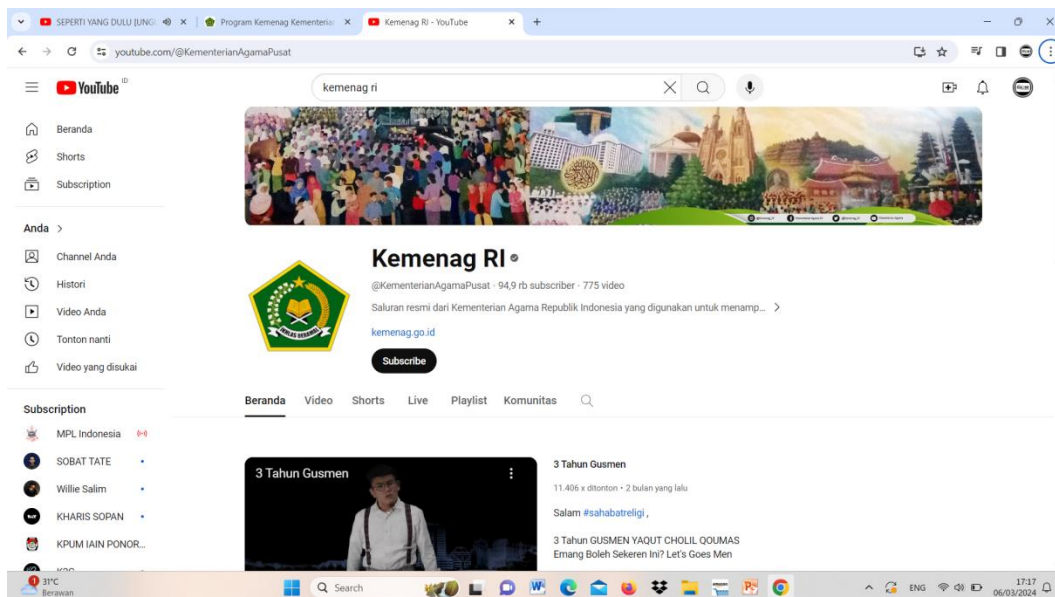 SEPERTI YANG DULU [UNGU
Program Kemenag Kementeria
Kemenag RI - YouTube
youtube.com/@KementerianAgamaPusat
YouTube ID
kemenag ri
Beranda
Shorts
Subscription
Anda
Channel Anda
Histori
Video Anda
Tonton nanti
Video yang disukai
Subscription
MPL Indonesia
SOBAT TATE
Willie Salim
KHARIS SOPAN
KPUM IAIN PONOR...
Kemenag RI
@KementerianAgamaPusat · 94,9 rb subscriber · 775 video
Saluran resmi dari Kementerian Agama Republik Indonesia yang digunakan untuk menamp...
kemenag.go.id
IKHLAS BERAMAL
Subscribe
Beranda Video Shorts Live Playlist Komunitas
3 Tahun Gusmen
3 Tahun Gusmen
11.406 x ditonton • 2 bulan yang lalu
Salam #sahabatreligi ,
3 Tahun GUSMEN YAQUT CHOLIL QOUMAS
Emang Boleh Sekeren Ini? Let's Goes Men
1
31°C
Berawan
Search
ENG
17:17
06/03/2024